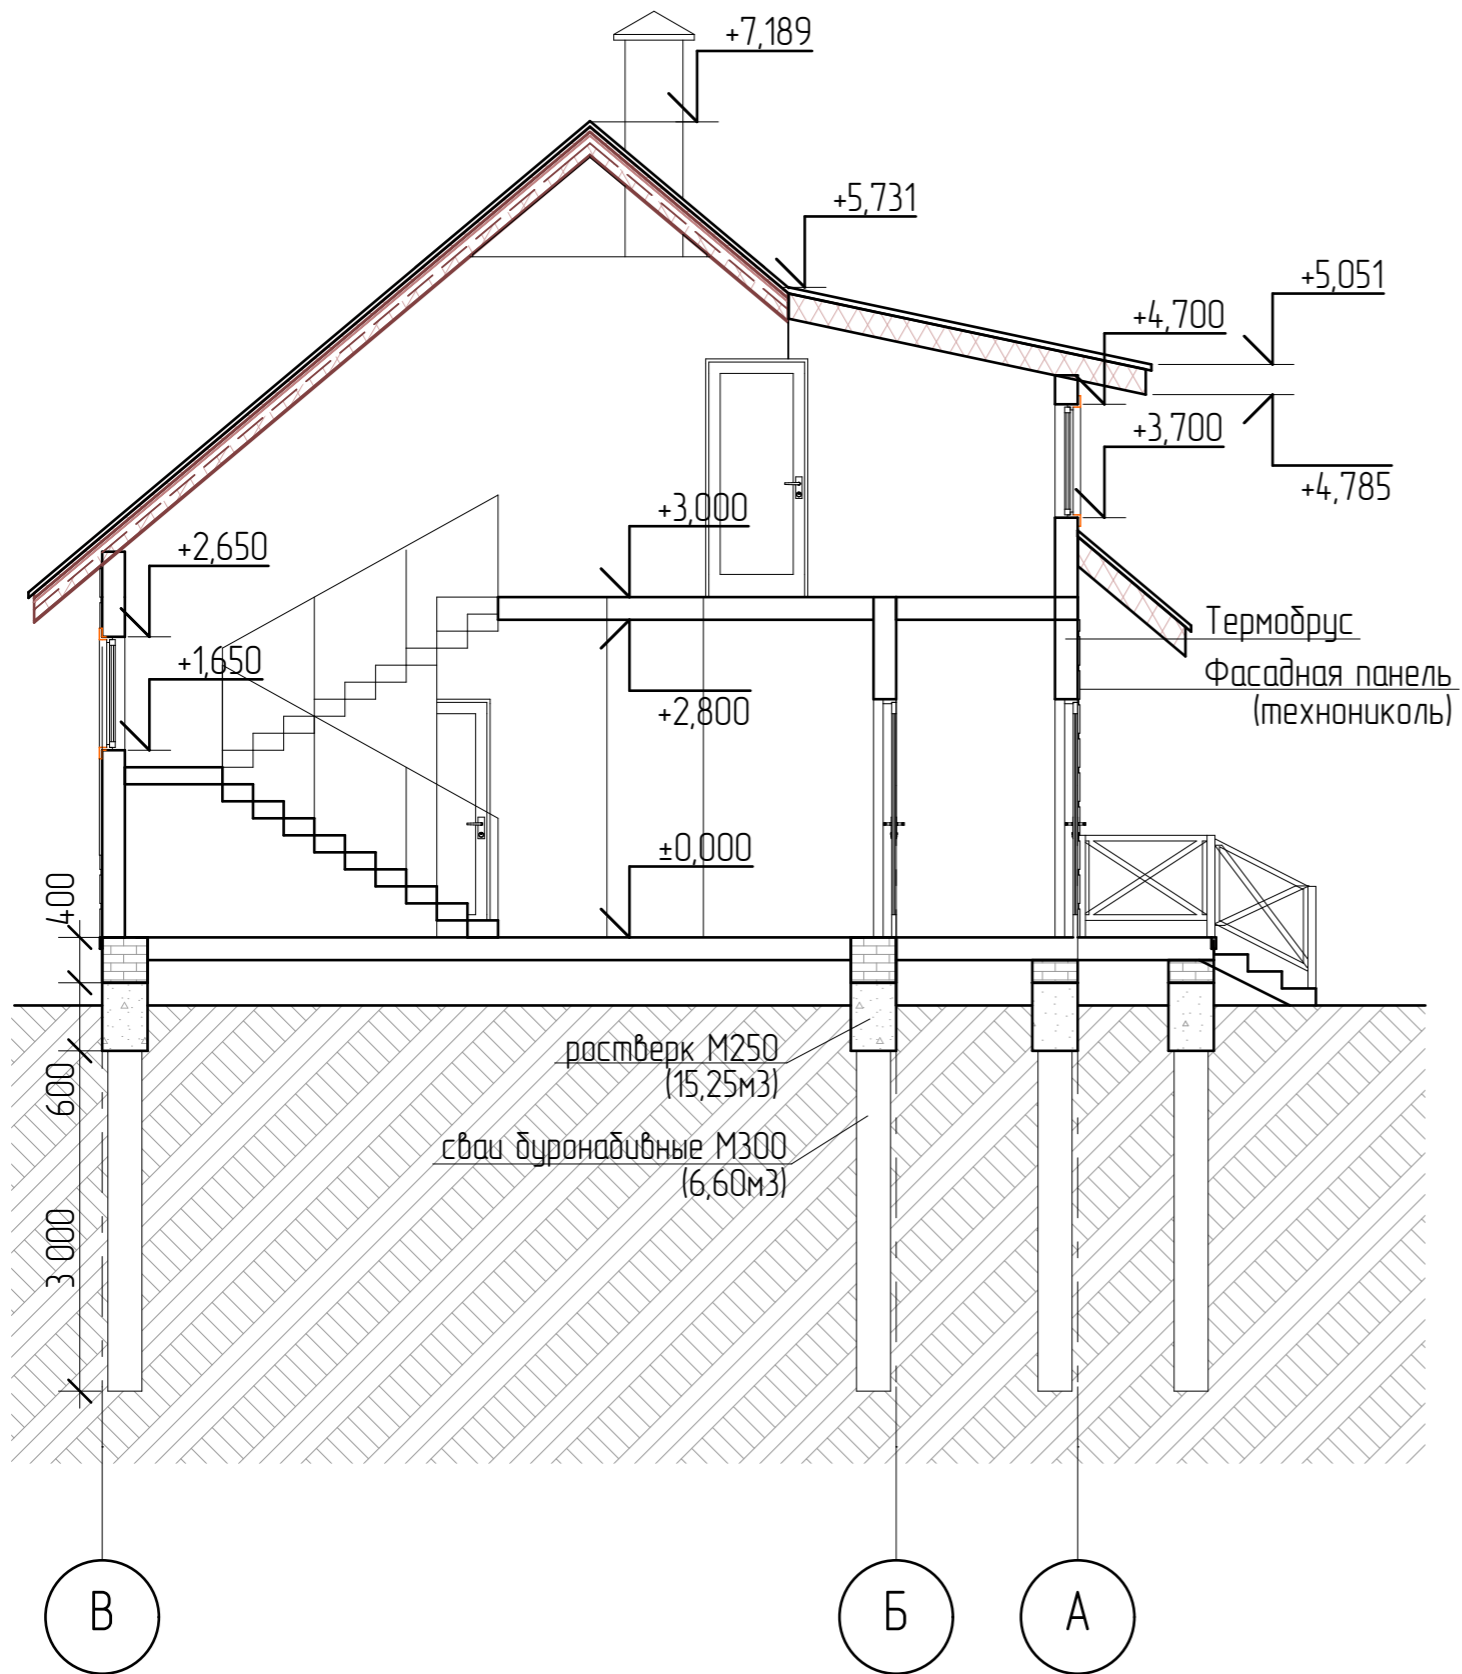 +7,189
+5,731
+5,051
+4,700
+3,700
+4,785
+3,000
+2,650
Термобрус
+1,650
Фасадная панель
(технониколь)
+2,800
±0,000
400
ростверк М250
(15,25м3)
600
сваи буронабивные М300
(6,60м3)
3 000
В
Б
А